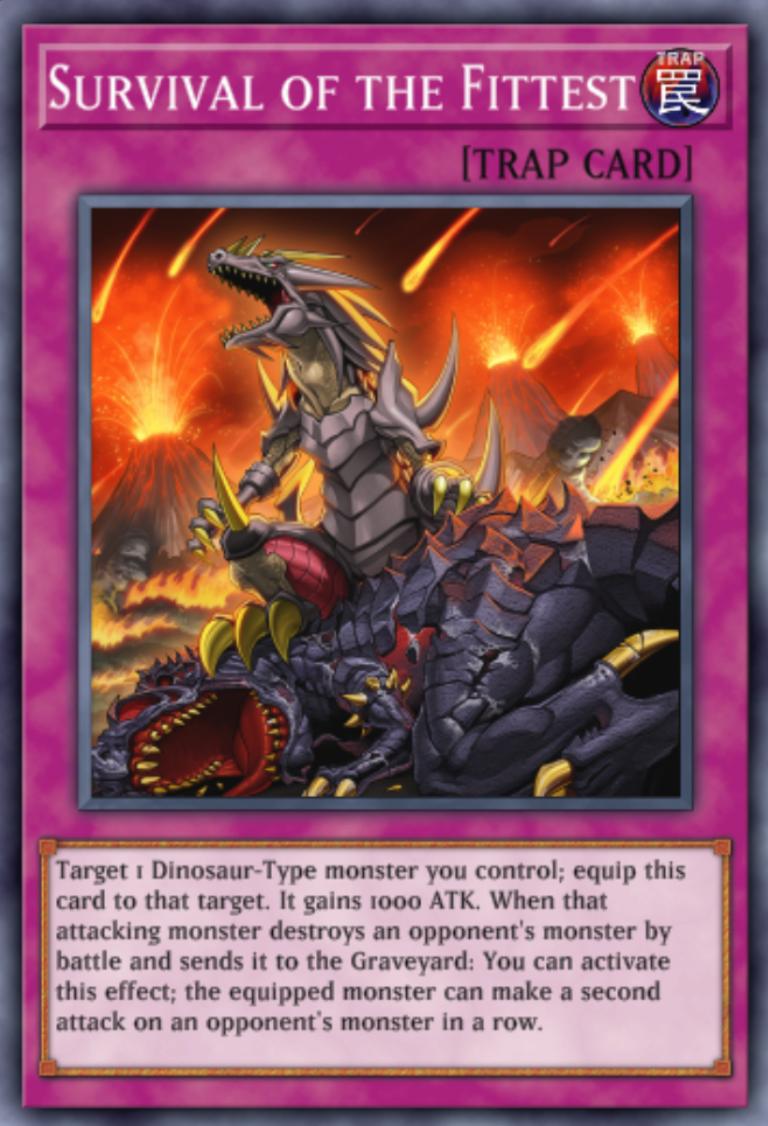 SURVIVAL OF THE FITTEST
TRAP
罠
[TRAP CARD]
Target 1 Dinosaur-Type monster you control; equip this
card to that target. It gains 1000 ATK. When that
attacking monster destroys an opponent's monster by
battle and sends it to the Graveyard: You can activate
this effect; the equipped monster can make a second
attack on an opponent's monster in a row.